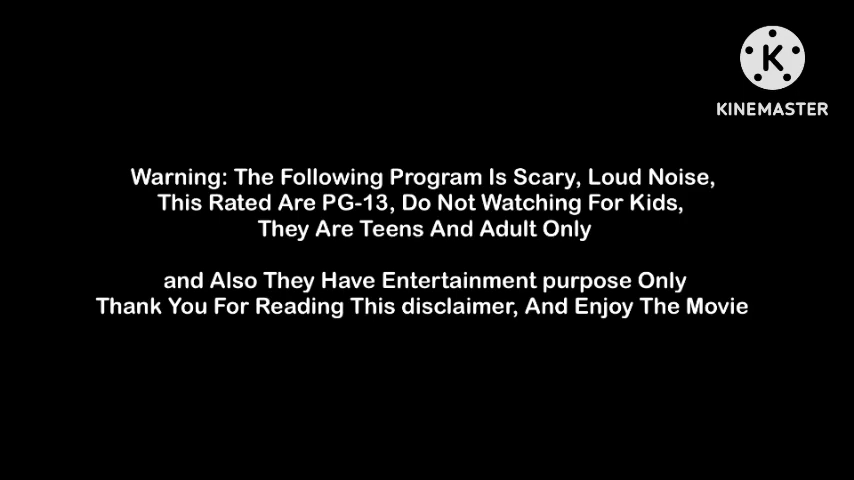 K
KINEMASTER
Warning: The Following Program Is Scary, Loud Noise,
This Rated Are PG-13, Do Not Watching For Kids,
They Are Teens And Adult Only
and Also They Have Entertainment purpose Only
Thank You For Reading This disclaimer, And Enjoy The Movie